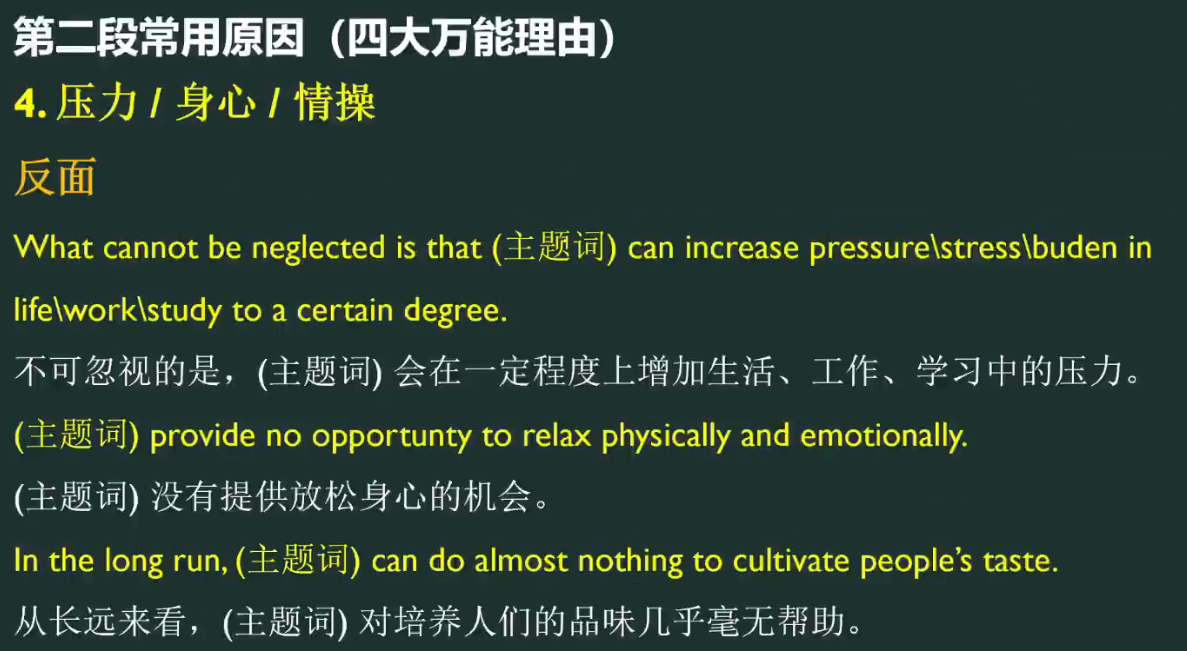 第二段常用原因（四大万能理由）
4. 压力 / 身心 / 情操
反面
What cannot be neglected is that (主题词) can increase pressure\stress\buden in
life\work\study to a certain degree.
不可忽视的是，(主题词) 会在一定程度上增加生活、工作、学习中的压力。
(主题词) provide no opportunty to relax physically and emotionally.
(主题词) 没有提供放松身心的机会。
In the long run, (主题词) can do almost nothing to cultivate people’s taste.
从长远来看，(主题词) 对培养人们的品味几乎毫无帮助。